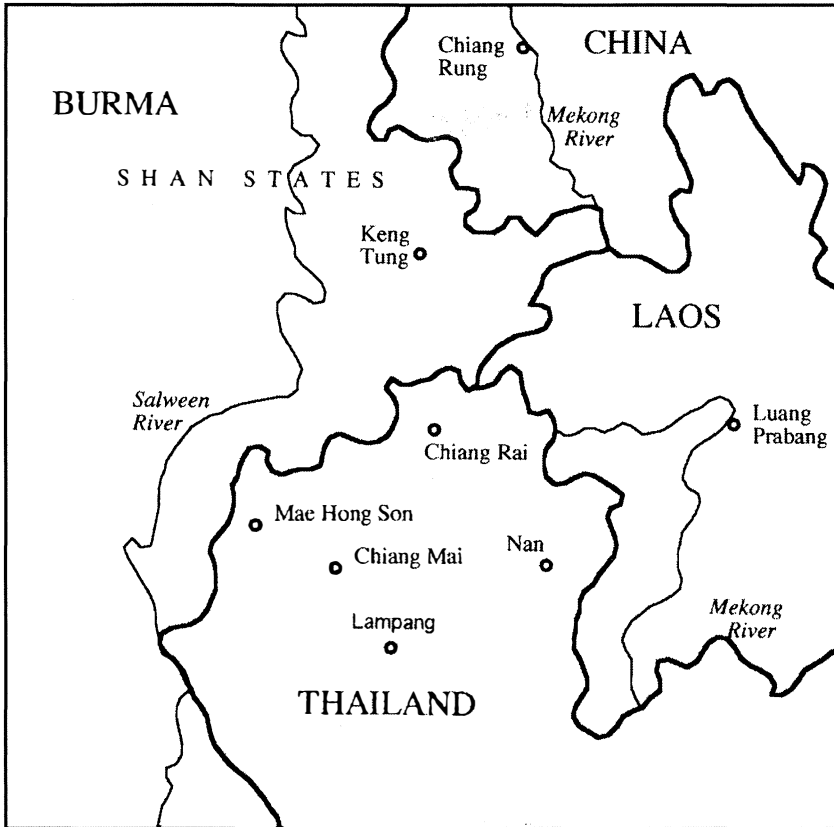 Chiang
Rung
CHINA
BURMA
Mekong
River
SHAN STATES
Keng
Tung
LAOS
Salween
River
Luang
Prabang
Chiang Rai
Mae Hong Son
Chiang Mai
Nan
Lampang
Mekong
River
THAILAND